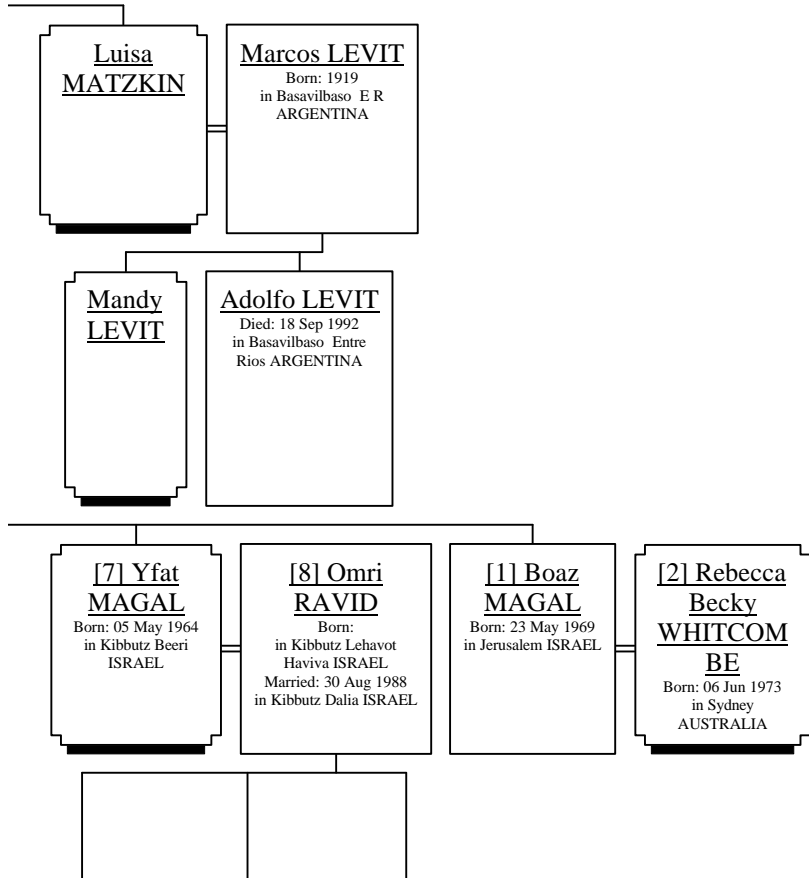 Luisa
MATZKIN
Marcos LEVIT
Born: 1919
in Basavilbaso E R
ARGENTINA
Mandy
LEVIT
Adolfo LEVIT
Died: 18 Sep 1992
in Basavilbaso Entre
Rios ARGENTINA
[7] Yfat
MAGAL
Born: 05 May 1964
in Kibbutz Beeri
ISRAEL
[8] Omri
RAVID
Born:
in Kibbutz Lehavot
Haviva ISRAEL
Married: 30 Aug 1988
in Kibbutz Dalia ISRAEL
[1] Boaz
MAGAL
Born: 23 May 1969
in Jerusalem ISRAEL
[2] Rebecca
Becky
WHITCOM
BE
Born: 06 Jun 1973
in Sydney
AUSTRALIA